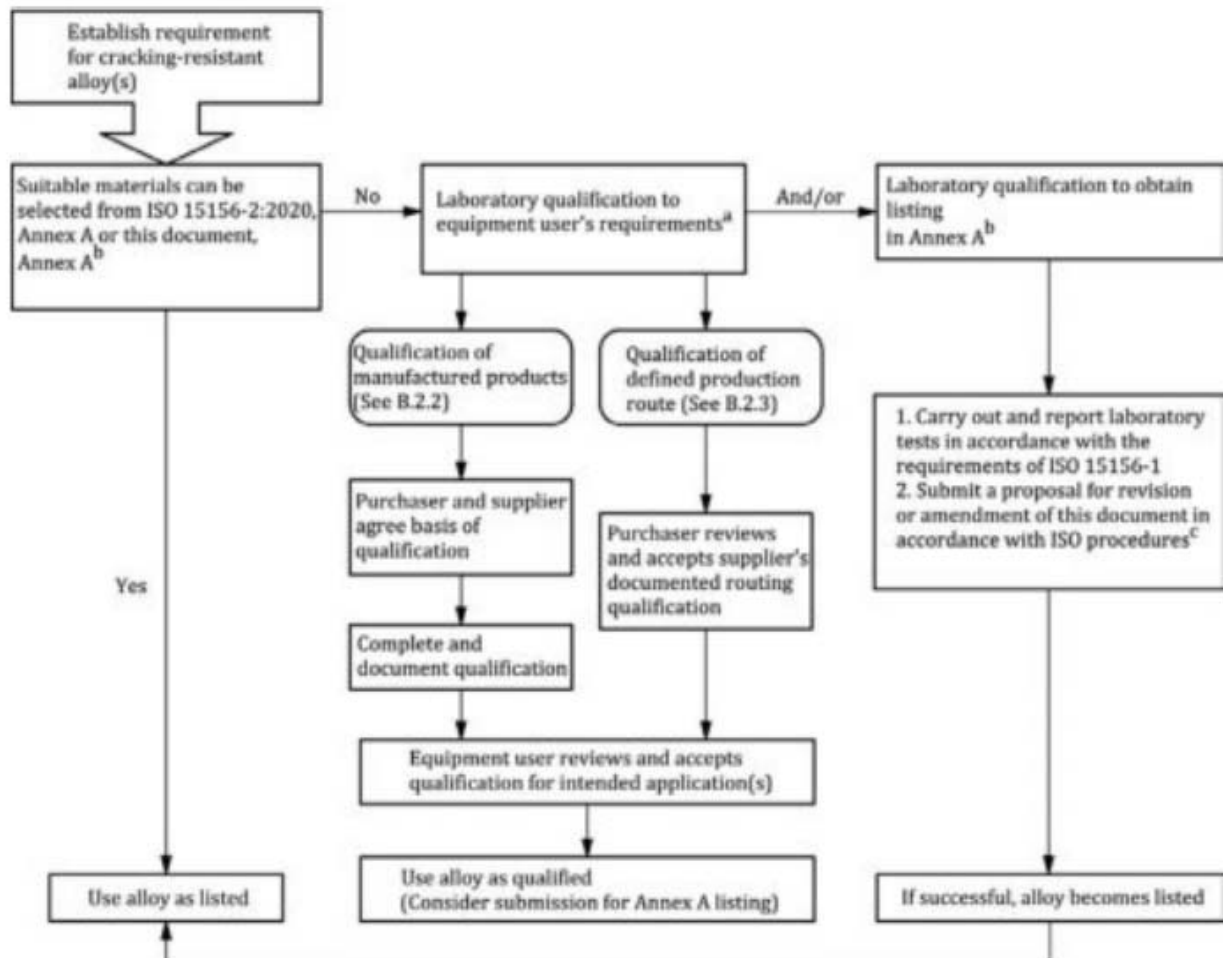 Establish requirement
for cracking-resistant
alloy(s)
Suitable materials can be
selected from ISO 15156-2:2020,
Annex A or this document,
Annex Ab
No
Laboratory qualification to
equipment user's requirementsa
And/or
Laboratory qualification to obtain
listing
in Annex Ab
Qualification of
manufactured products
(See B.2.2)
Qualification of
defined production
route (See B.2.3)
1. Carry out and report laboratory
tests in accordance with the
requirements of ISO 15156-1
2. Submit a proposal for revision
or amendment of this document in
accordance with ISO proceduresc
Purchaser and supplier
agree basis of
qualification
Purchaser reviews
and accepts supplier's
documented routing
qualification
Yes
Complete and
document qualification
Equipment user reviews and accepts
qualification for intended application(s)
Use alloy as listed
Use alloy as qualified
(Consider submission for Annex A listing)
If successful, alloy becomes listed